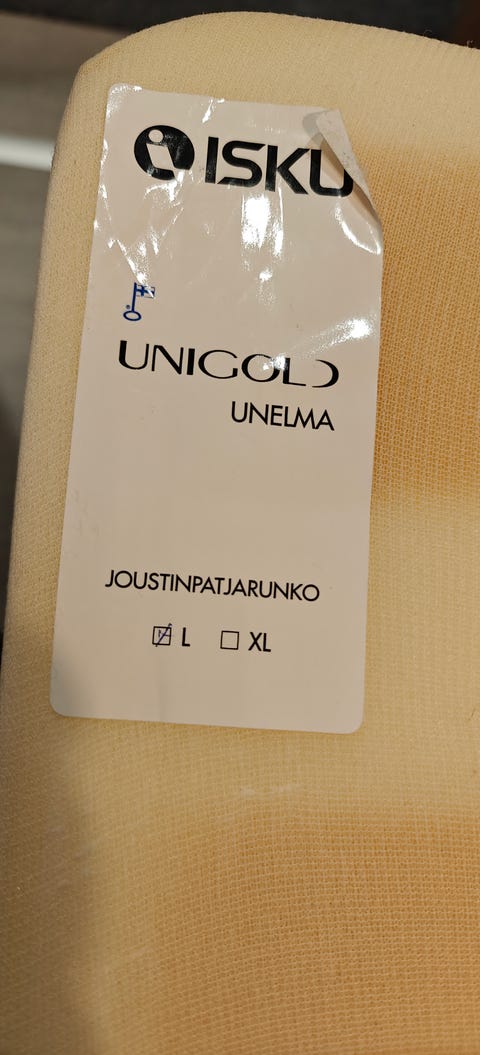 ISKU
UNIGOLD
UNELMA
JOUSTINPATJARUNKO
L XL